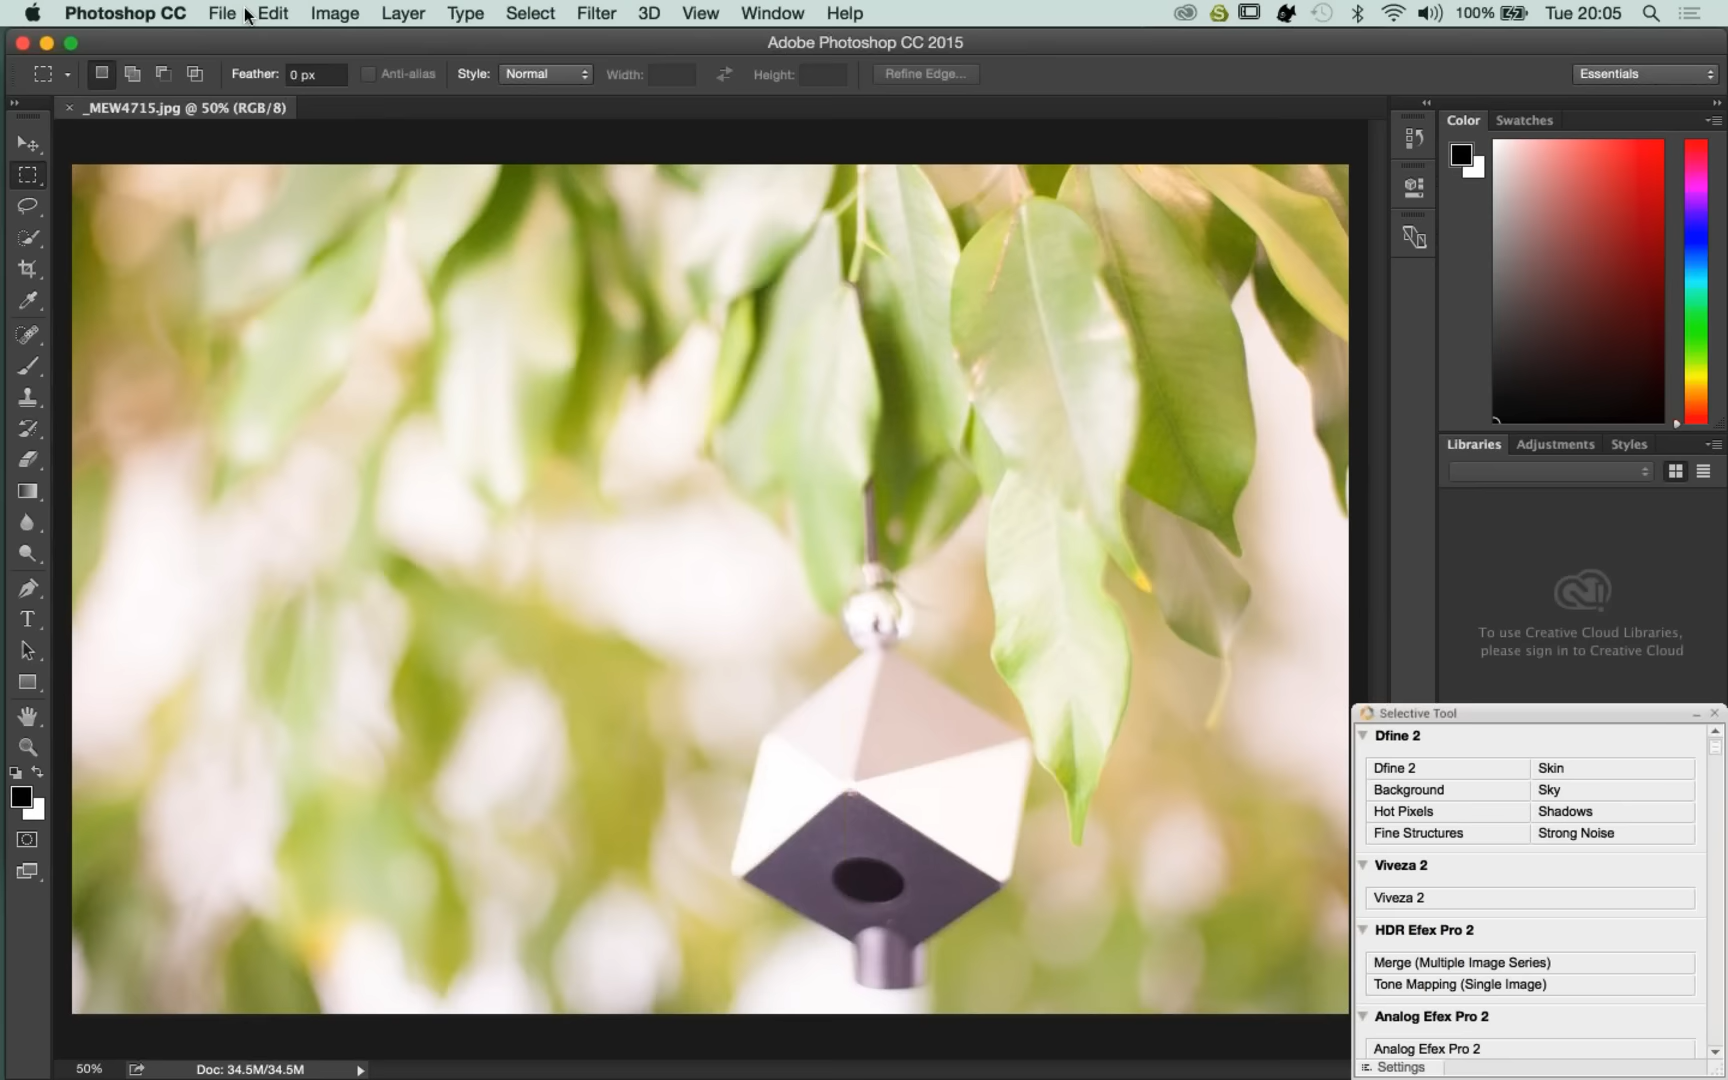 Photoshop CC File Edit Image Layer Type Select Filter 3D View Window Help 100% Tue 20:05
Adobe Photoshop CC 2015
Feather: 0 px Anti-alias Style: Normal Width: Height: Refine Edge... Essentials
× _MEW4715.jpg @ 50% (RGB/8)
Color Swatches
Libraries Adjustments Styles
To use Creative Cloud Libraries,
please sign in to Creative Cloud
Selective Tool
Dfine 2
Dfine 2 Skin
Background Sky
Hot Pixels Shadows
Fine Structures Strong Noise
Viveza 2
Viveza 2
HDR Efex Pro 2
Merge (Multiple Image Series)
Tone Mapping (Single Image)
Analog Efex Pro 2
Analog Efex Pro 2
Settings
50% Doc: 34.5M/34.5M